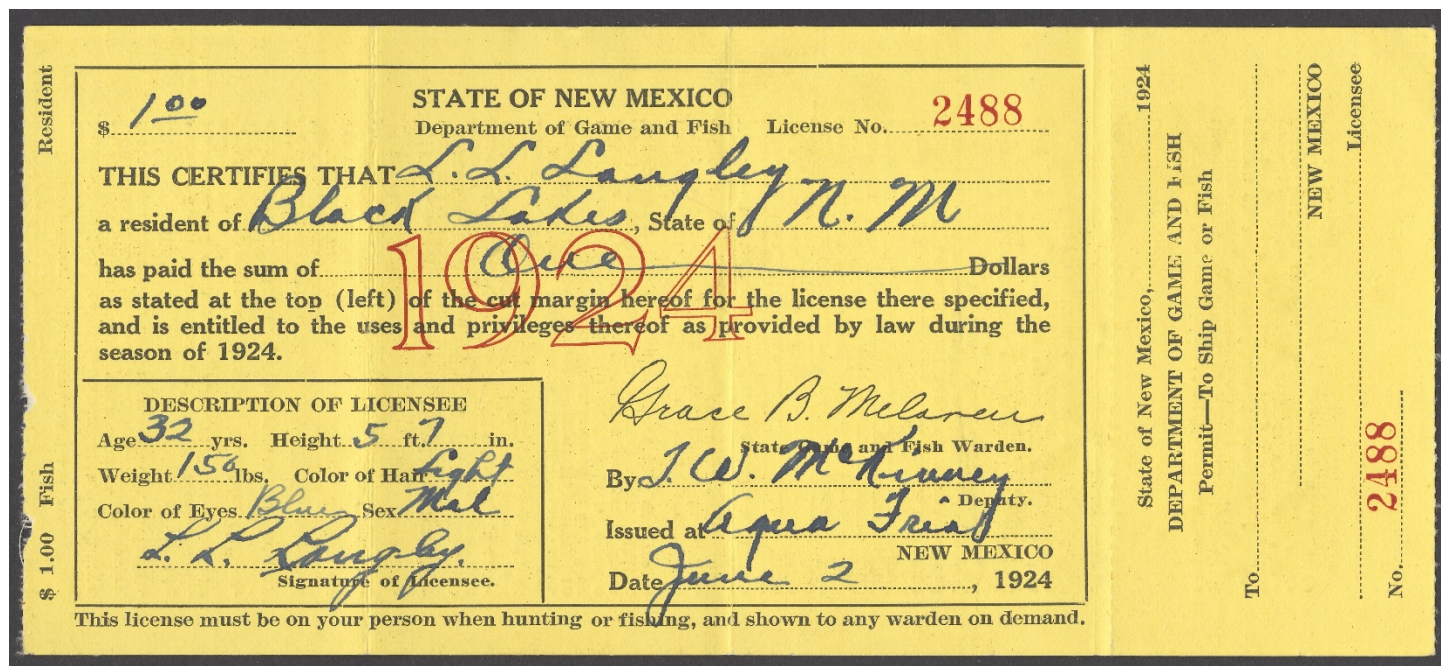 Resident
$ 1.00 Fish
$ 1.00
STATE OF NEW MEXICO
Department of Game and Fish License No. 2488
THIS CERTIFIES THAT L. L. Langley
a resident of Black Lakes, State of N. M
has paid the sum of One Dollars
as stated at the top (left) of the cut margin hereof for the license there specified,
and is entitled to the uses and privileges thereof as provided by law during the
season of 1924.
1924
DESCRIPTION OF LICENSEE
Age 32 yrs. Height 5 ft. 7 in.
Weight 150 lbs. Color of Hair Light
Color of Eyes Blue Sex Mal
L. L. Langley.
Signature of Licensee.
Grace B. Melaven
State Game and Fish Warden.
By T. W. McKinney
Deputy.
Issued at Aqua Fria
NEW MEXICO
Date June 2, 1924
This license must be on your person when hunting or fishing, and shown to any warden on demand.
State of New Mexico, 1924
DEPARTMENT OF GAME AND FISH
Permit—To Ship Game or Fish
To
NEW MEXICO
Licensee
No. 2488